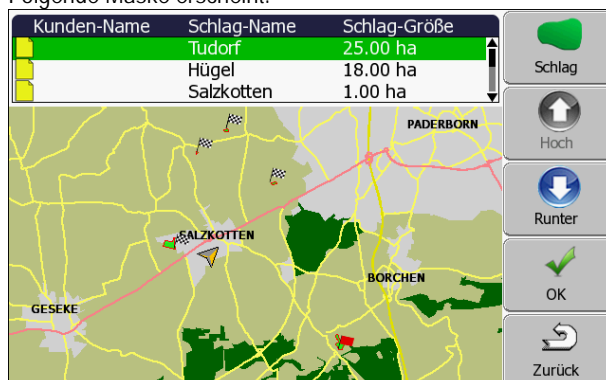 Folgende Maske erscheint:
Kunden-Name Schlag-Name Schlag-Größe
Tudorf 25.00 ha
Hügel 18.00 ha
Salzkotten 1.00 ha
Schlag
Hoch
Runter
OK
Zurück
PADERBORN
SALZKOTTEN
BORCHEN
GESEKE